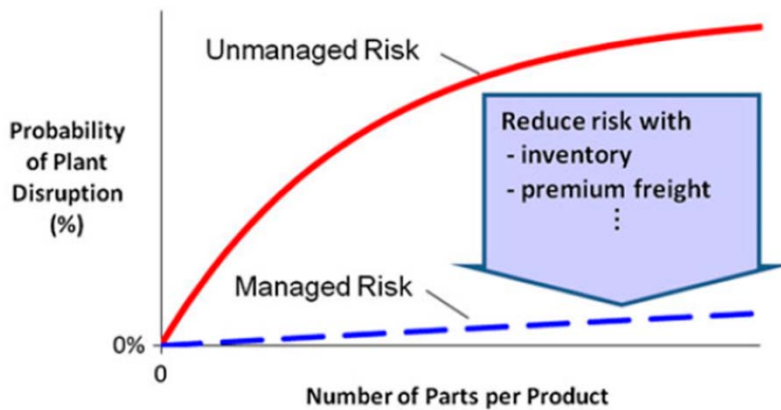 Unmanaged Risk
Probability
of Plant
Disruption
(%)
Reduce risk with
- inventory
- premium freight
⋮
Managed Risk
0%
0
Number of Parts per Product